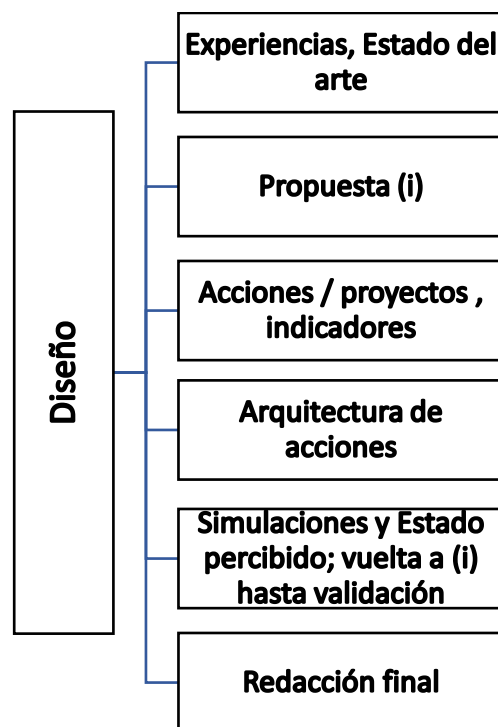 Diseño
Experiencias, Estado del
arte
Propuesta (i)
Acciones / proyectos ,
indicadores
Arquitectura de
acciones
Simulaciones y Estado
percibido; vuelta a (i)
hasta validación
Redacción final